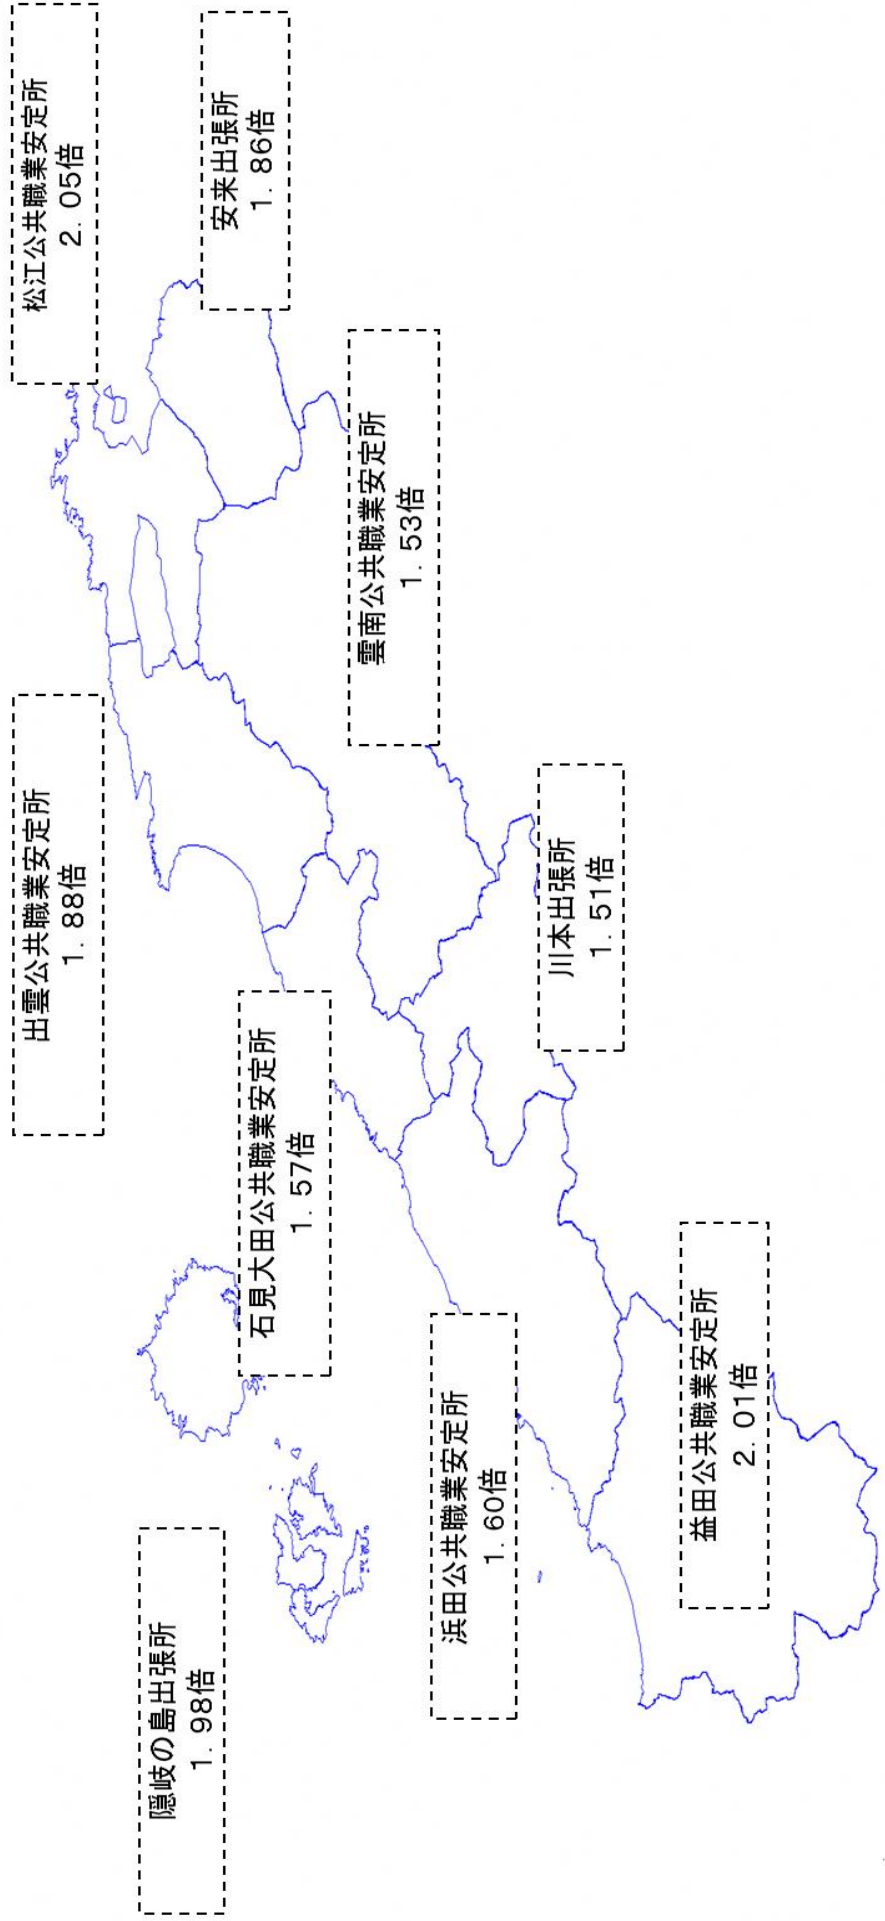 隠岐の島出張所
1．98倍
出雲公共職業安定所
1．88倍
松江公共職業安定所
2．05倍
安来出張所
1．86倍
石見大田公共職業安定所
1．57倍
雲南公共職業安定所
1．53倍
浜田公共職業安定所
1．60倍
川本出張所
1．51倍
益田公共職業安定所
2．01倍